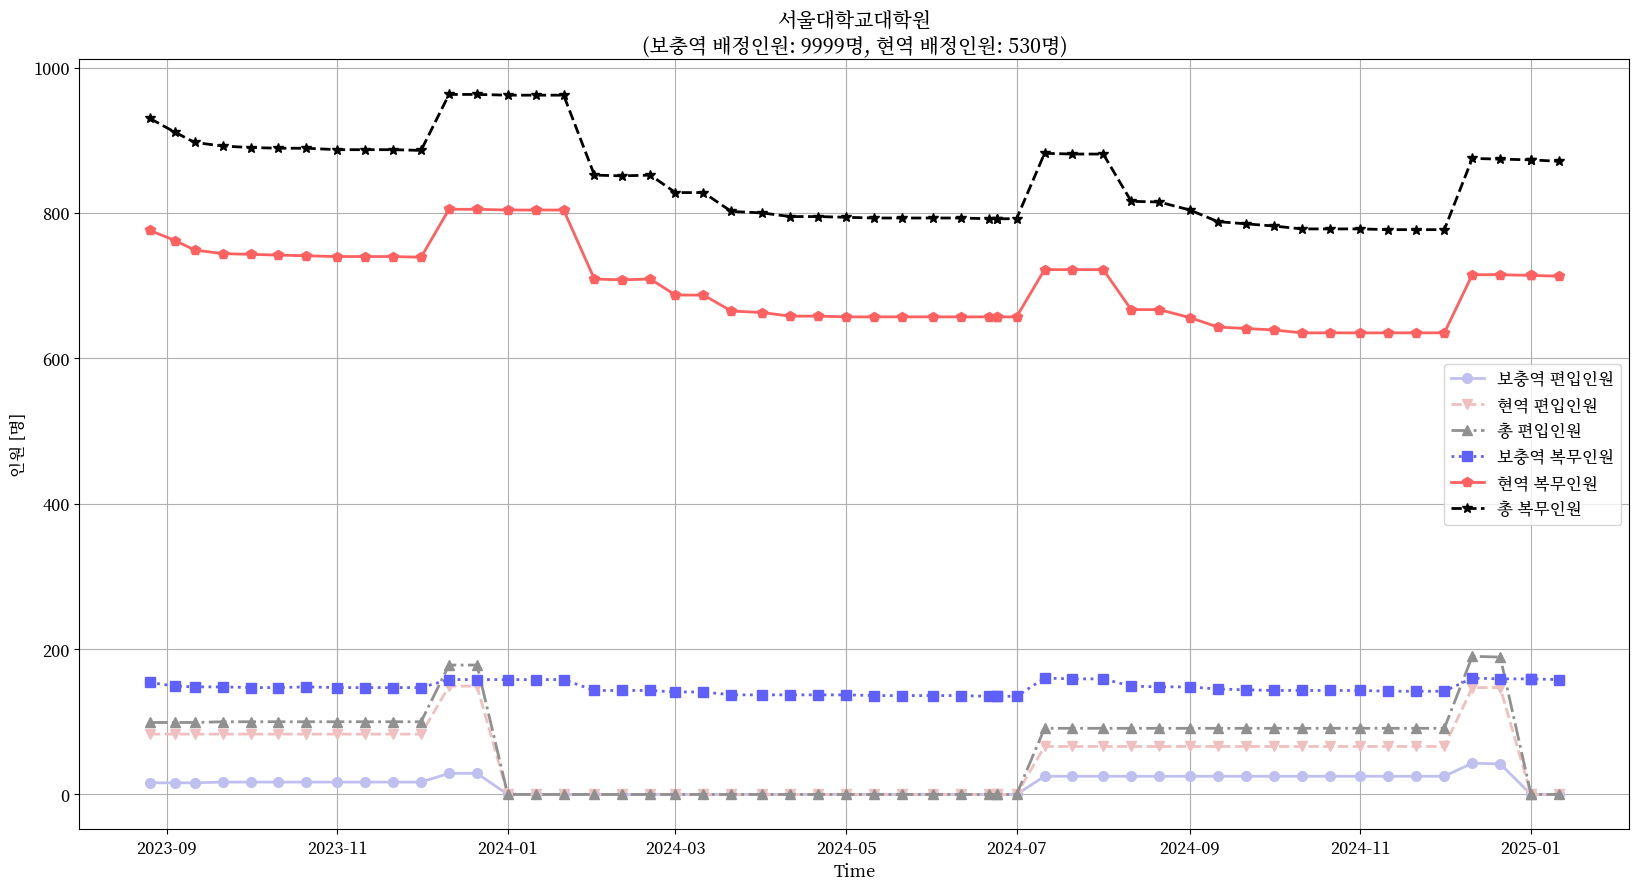 서울대학교대학원
(보충역 배정인원: 9999명, 현역 배정인원: 530명)
1000
800
600
400
200
0
인원 [명]
보충역 편입인원
현역 편입인원
총 편입인원
보충역 복무인원
현역 복무인원
총 복무인원
2023-09
2023-11
2024-01
2024-03
2024-05
2024-07
2024-09
2024-11
2025-01
Time